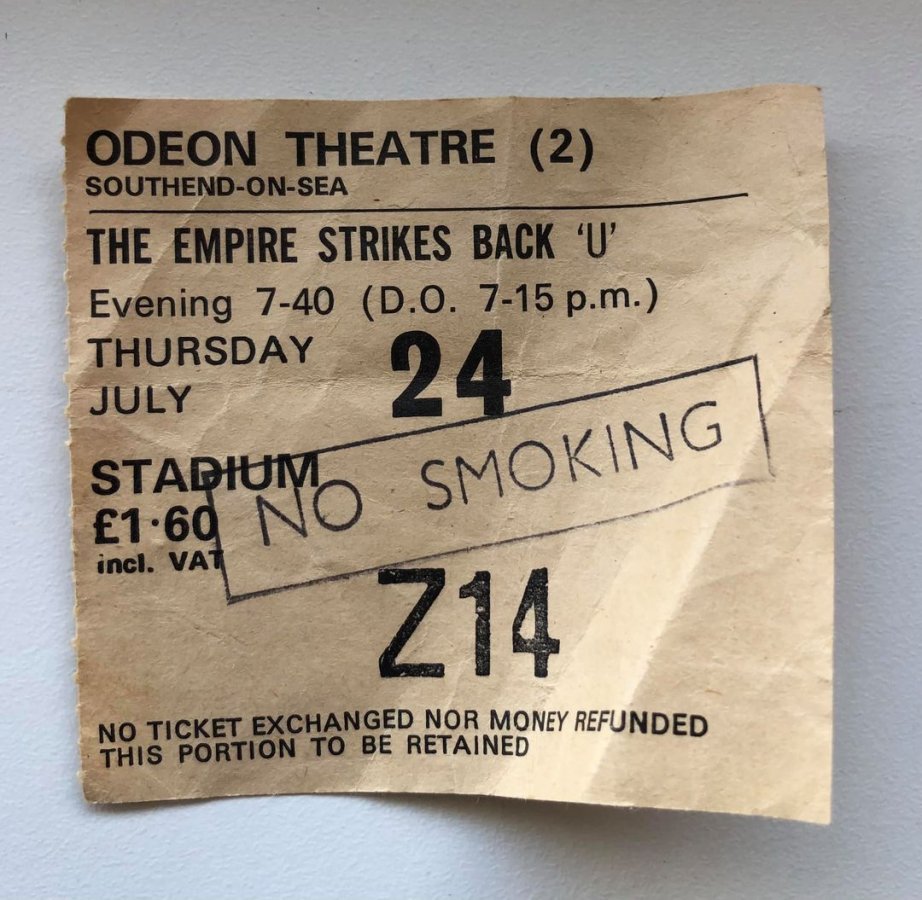 ODEON THEATRE (2)
SOUTHEND-ON-SEA
THE EMPIRE STRIKES BACK ‘U’
Evening 7-40 (D.O. 7-15 p.m.)
THURSDAY 24
JULY
STADIUM
NO SMOKING
£1·60
incl. VAT
Z14
NO TICKET EXCHANGED NOR MONEY REFUNDED
THIS PORTION TO BE RETAINED